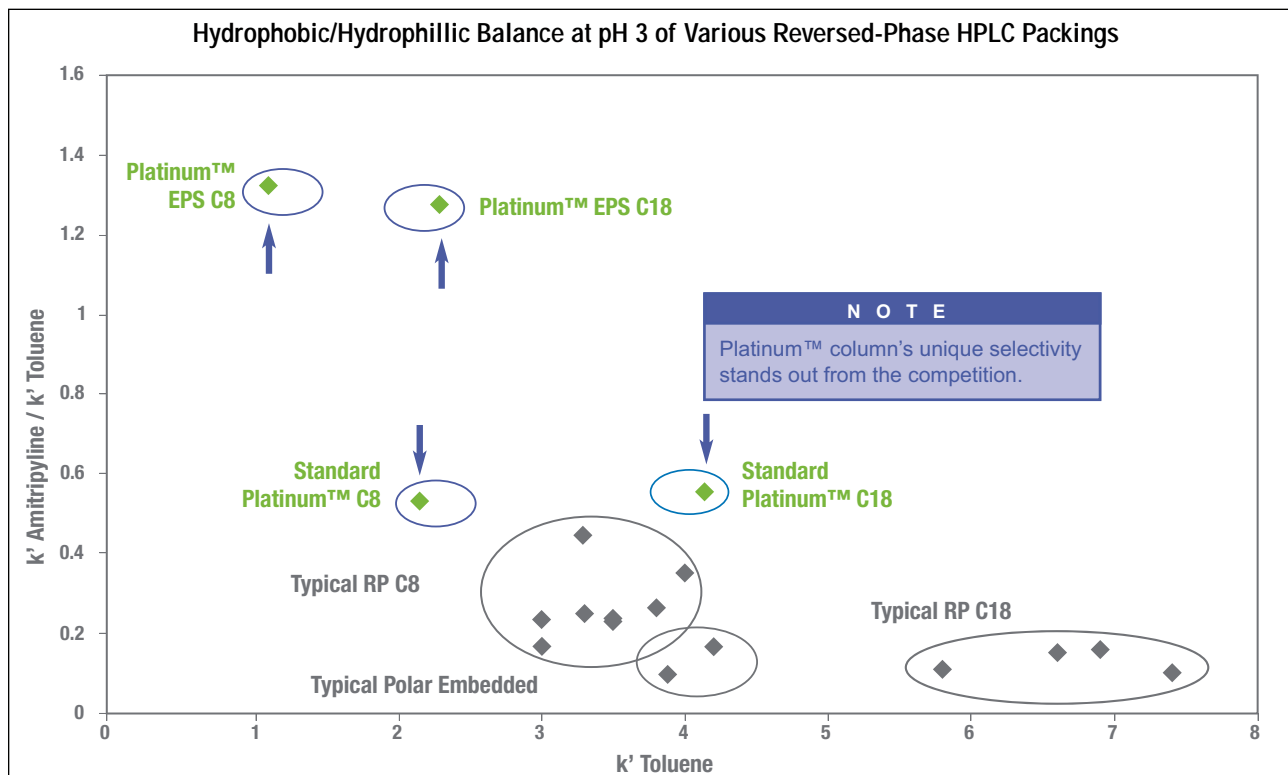 Hydrophobic/Hydrophillic Balance at pH 3 of Various Reversed-Phase HPLC Packings
k' Amitripyline / k' Toluene
1.6
1.4
1.2
1
0.8
0.6
0.4
0.2
0
Platinum™
EPS C8
Platinum™ EPS C18
N O T E
Platinum™ column's unique selectivity
stands out from the competition.
Standard
Platinum™ C8
Standard
Platinum™ C18
Typical RP C8
Typical RP C18
Typical Polar Embedded
0 1 2 3 4 5 6 7 8
k' Toluene